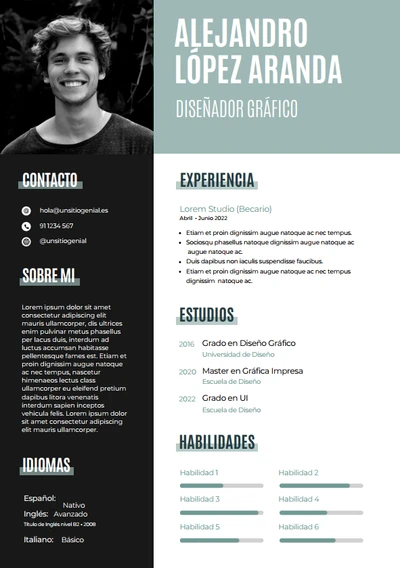 ALEJANDRO
LÓPEZ ARANDA
DISEÑADOR GRÁFICO
CONTACTO
hola@unsitiogenial.es
91 1234 567
@unsitiogenial
SOBRE MI
Lorem ipsum dolor sit amet
consectetur adipiscing elit
mauris ullamcorper, dis ultrices
enim pulvinar metus phasellus
per lacus duis, interdum ad
luctus accumsan habitasse
pellentesque fames est. Etiam et
proin dignissim augue natoque
ac nec tempus, nascetur
himenaeos lectus class
ullamcorper eu eleifend pretium
dapibus litora venenatis
interdum sapien inceptos
vehicula felis. Lorem ipsum dolor
sit amet consectetur adipiscing
elit mauris ullamcorper.
IDIOMAS
Español:
Nativo
Inglés: Avanzado
Título de Inglés nivel B2 • 2008
Italiano: Básico
EXPERIENCIA
Lorem Studio (Becario)
Abril - Junio 2022
• Etiam et proin dignissim augue natoque ac nec tempus.
• Sociosqu phasellus natoque dignissim augue natoque ac
augue natoque ac.
• Duis dapibus non iaculis suspendisse faucibus.
• Etiam et proin dignissim augue natoque ac nec tempus
dignissim natoque ac.
ESTUDIOS
2016 Grado en Diseño Gráfico
Universidad de Diseño
2020 Master en Gráfica Impresa
Escuela de Diseño
2022 Grado en UI
Escuela de Diseño
HABILIDADES
Habilidad 1 Habilidad 2
Habilidad 3 Habilidad 4
Habilidad 5 Habilidad 6